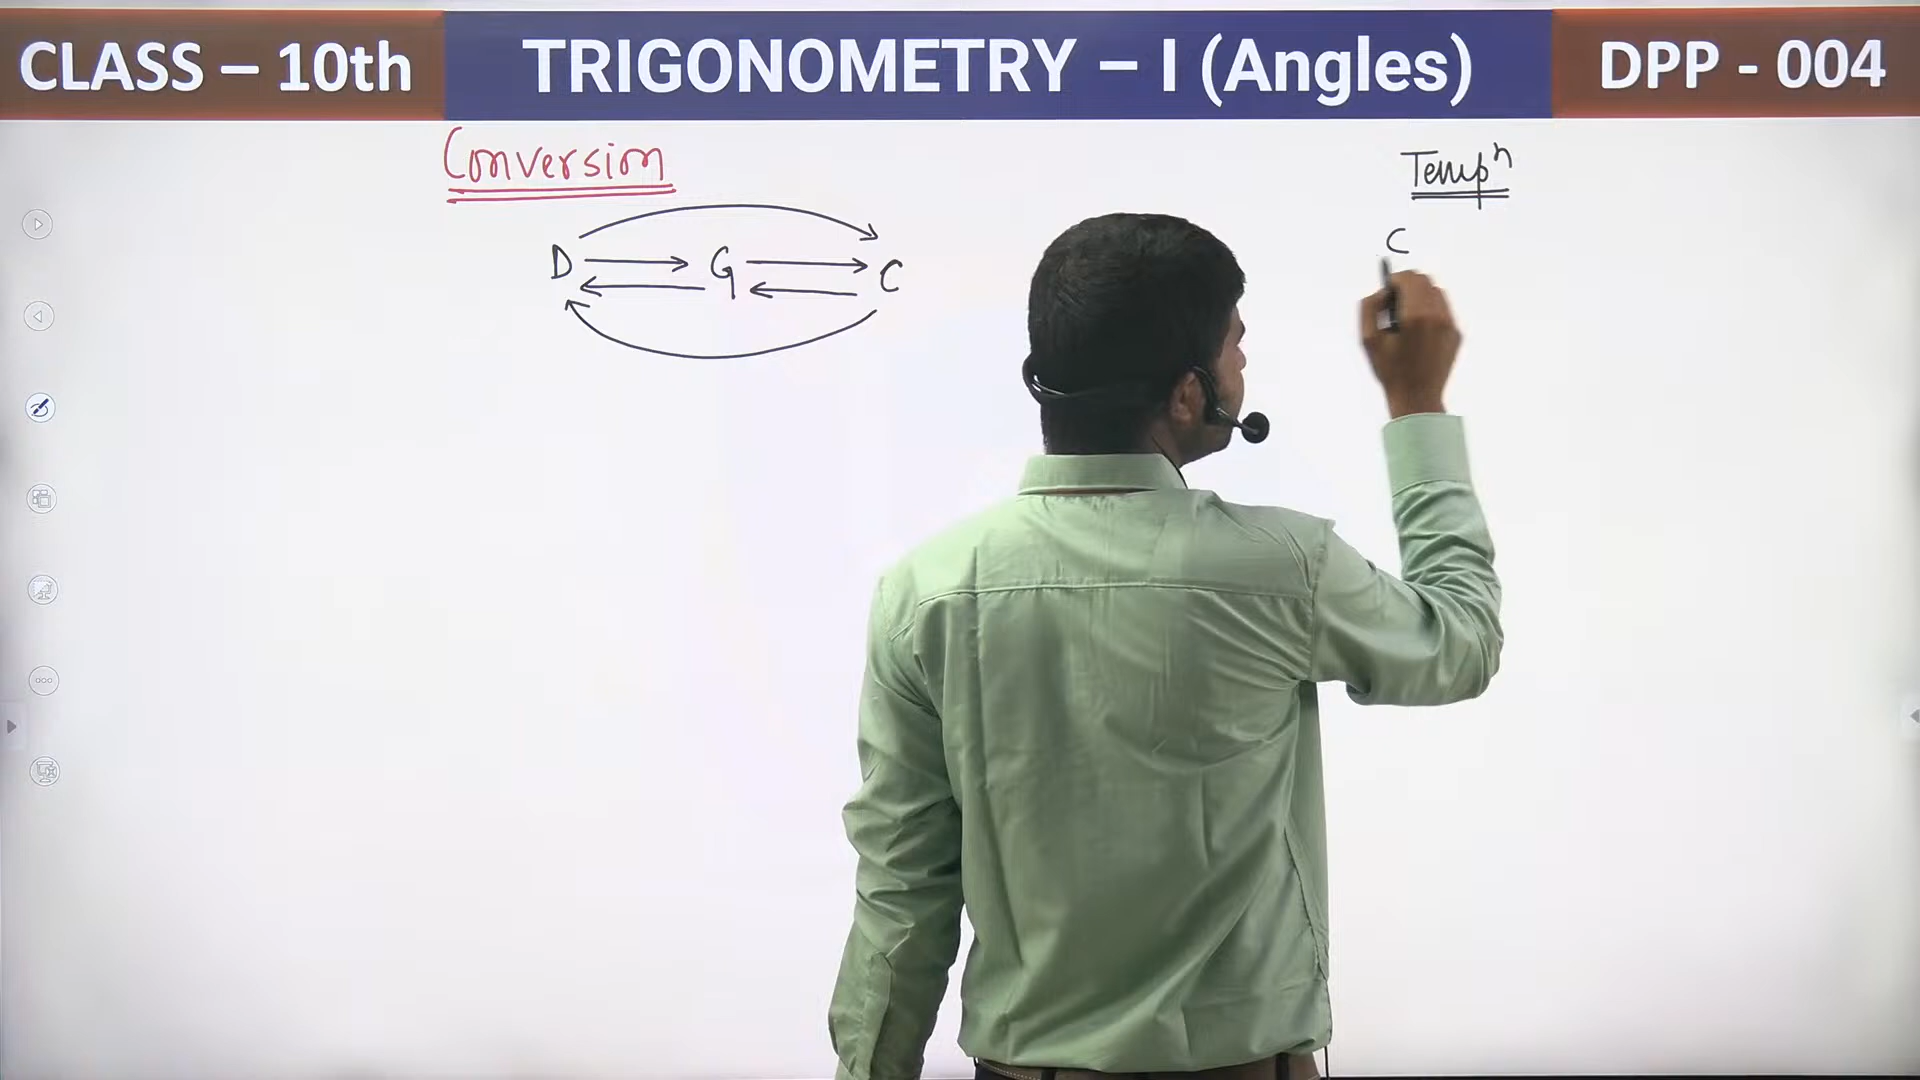 CLASS – 10th TRIGONOMETRY – I (Angles) DPP - 004
Conversion
Tempⁿ
C
D G C